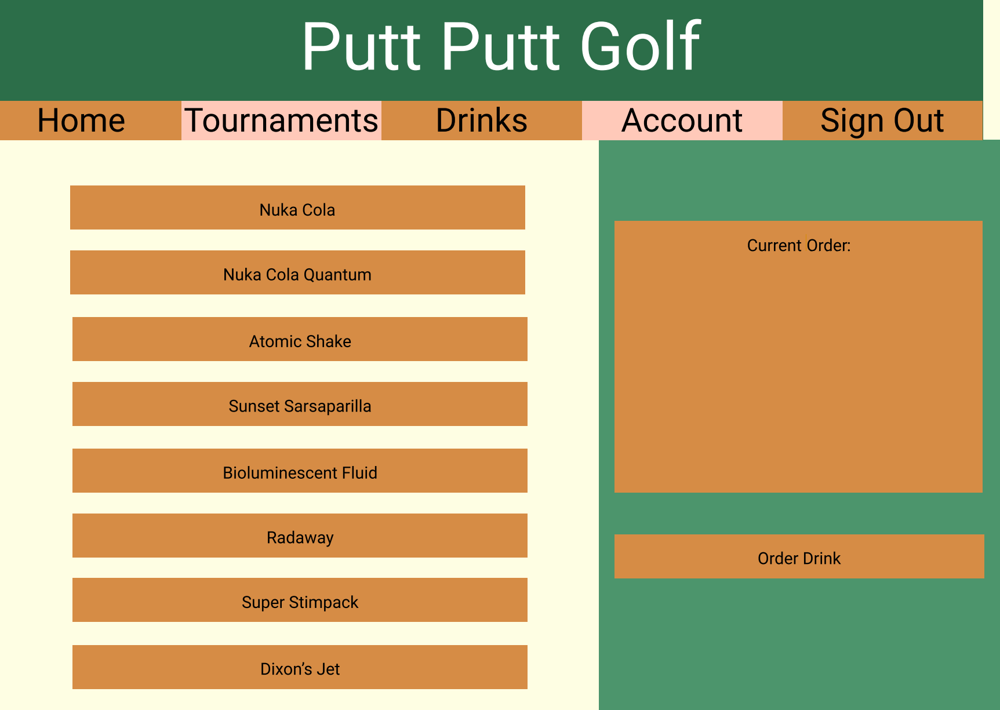 Putt Putt Golf
Home Tournaments Drinks Account Sign Out
Nuka Cola
Nuka Cola Quantum
Atomic Shake
Sunset Sarsaparilla
Bioluminescent Fluid
Radaway
Super Stimpack
Dixon’s Jet
Current Order:
Order Drink